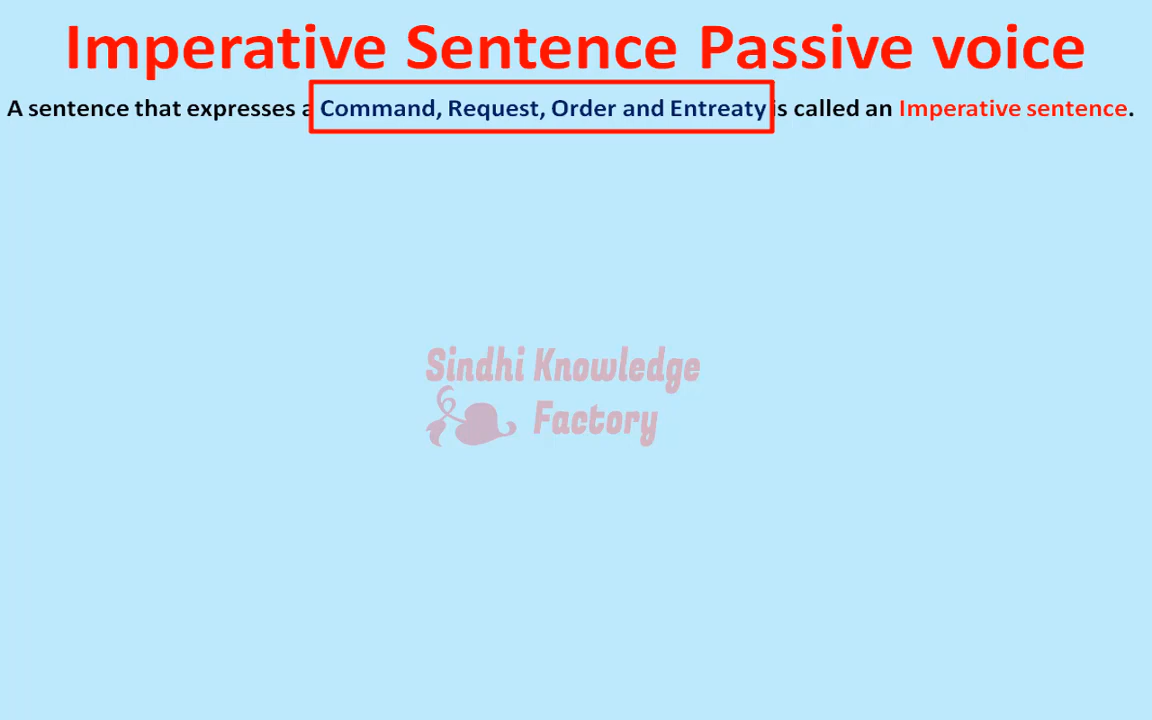 Imperative Sentence Passive voice
A sentence that expresses a Command, Request, Order and Entreaty is called an Imperative sentence.
Sindhi Knowledge
Factory